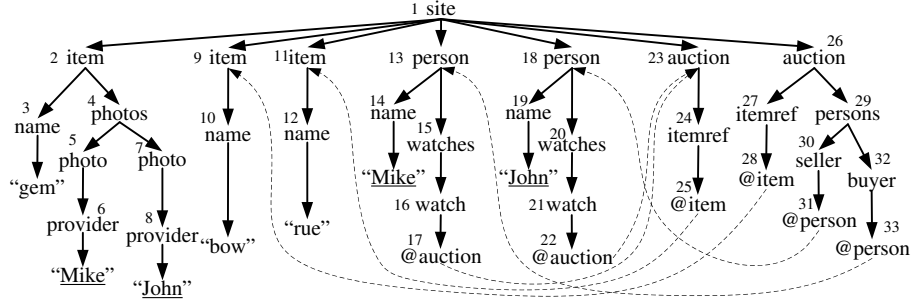 1 site
2 item 9 item 11 item 13 person 18 person 23 auction 26 auction
3 name 4 photos 10 name 12 name 14 name 15 watches 19 name 20 watches 24 itemref 27 itemref 29 persons
"gem" 5 photo 7 photo "Mike" "John" 25 @item 28 @item 30 seller 32 buyer
6 provider 8 provider "bow" "rue" 16 watch 21 watch 31 @person 33 @person
"Mike" "John" 17 @auction 22 @auction